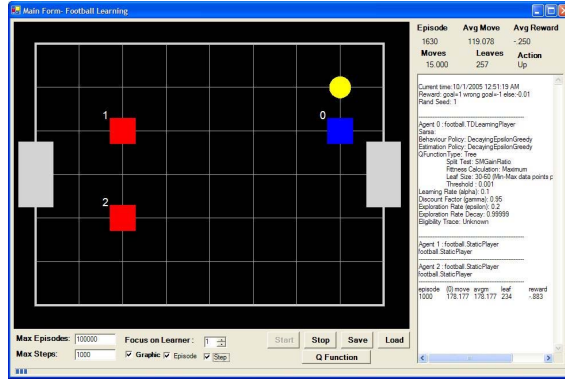 Main Form- Football Learning
Episode Avg Move Avg Reward
1630 119.078 -.250
Moves Leaves Action
15.000 257 Up
1
0
2
Current time:10/1/2005 12:51:19 AM
Reward: goal=1 wrong goal=-1 else:-0.01
Rand Seed: 1
Agent 0 : football.TDLearningPlayer
Sarsa:
Behaviour Policy: DecayingEpsilonGreedy
Estimation Policy: DecayingEpsilonGreedy
QFunctionType: Tree
Split Test: SMGainRatio
Fittness Calculation: Maximum
Leaf Size: 30-60 (Min-Max data points p
Threshold : 0.001
Learning Rate (alpha): 0.1
Discount Factor (gamma): 0.95
Exploration Rate (epsilon): 0.2
Exploration Rate Decay: 0.99999
Eligibility Trace: Unknown
Agent 1 : football.StaticPlayer
football.StaticPlayer
Agent 2 : football.StaticPlayer
football.StaticPlayer
episode (0) move avgm leaf reward
1000 178.177 178.177 234 -.883
Max Episodes: 100000 Focus on Learner: 1 Start Stop Save Load
Max Steps: 1000 Graphic Episode Step Q Function